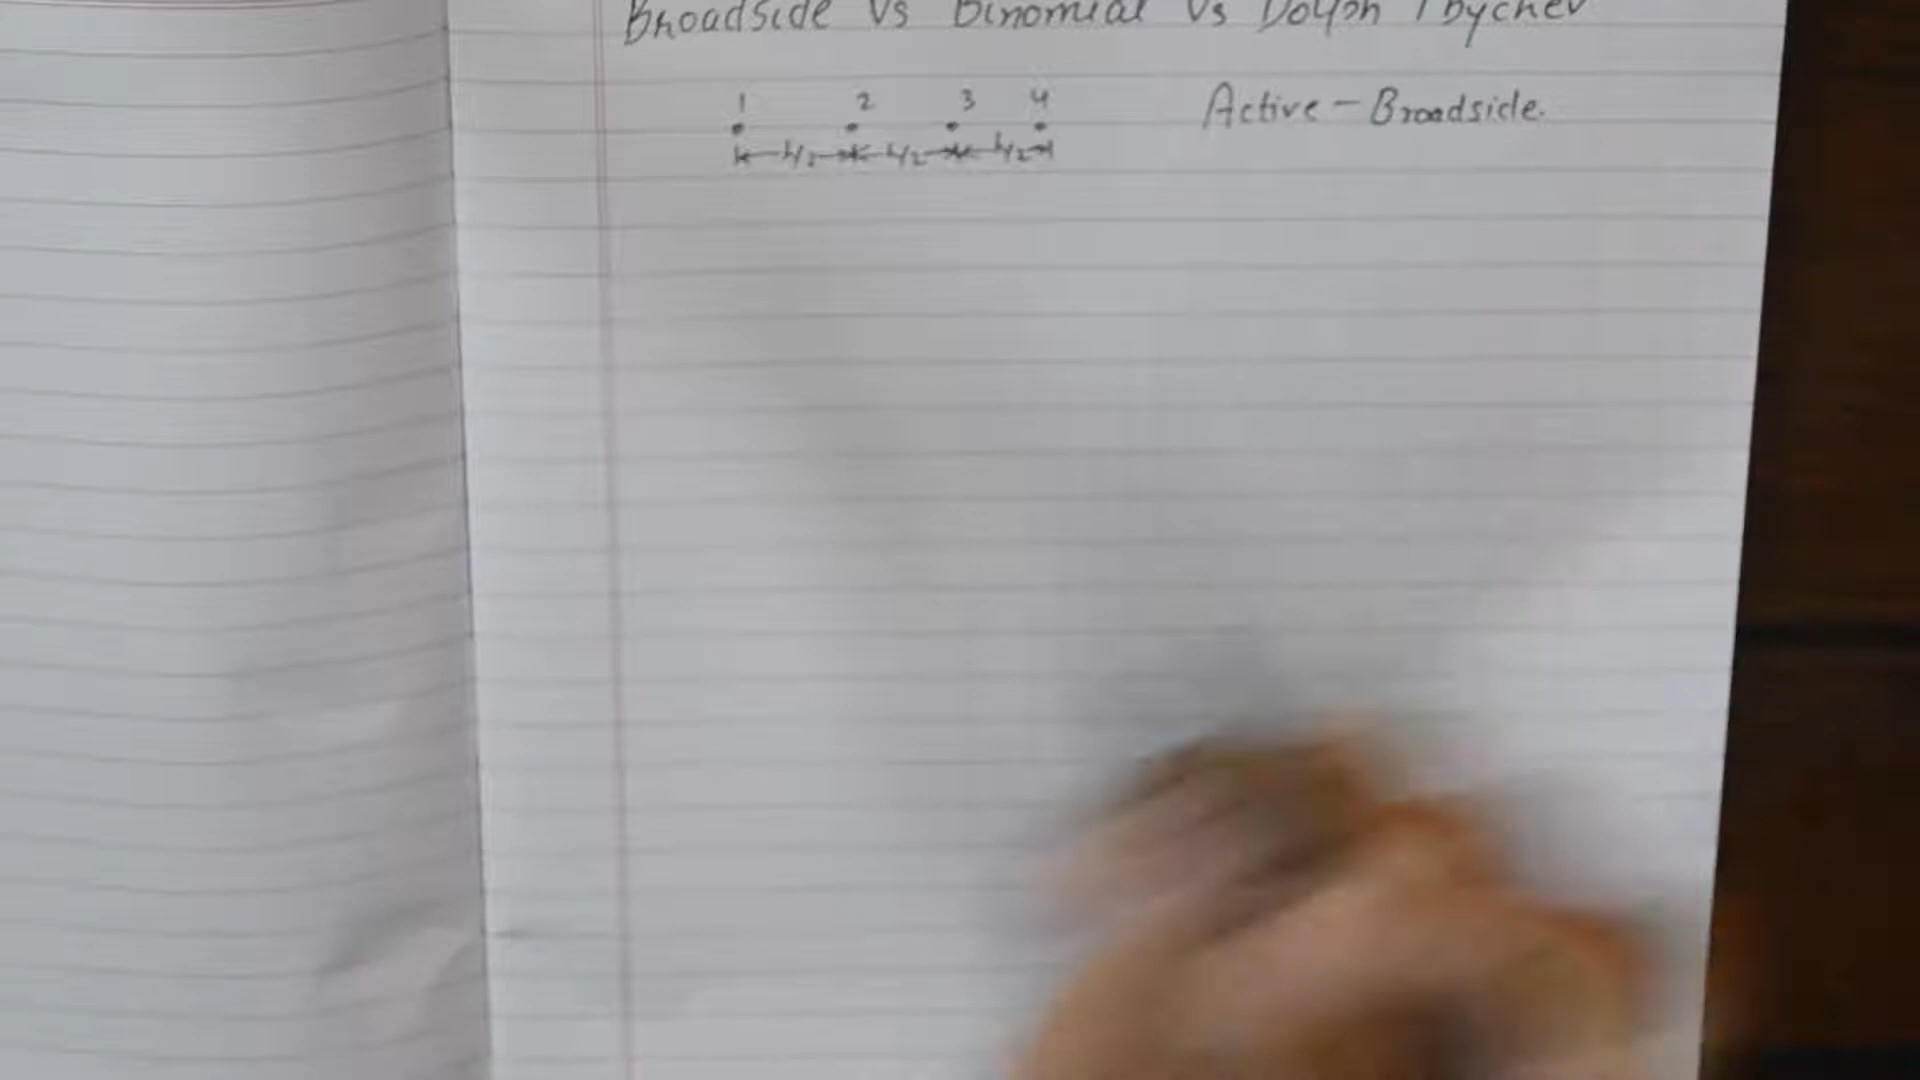 Broadside Vs Binomial Vs Dolph Tbychev
1 2 3 4 Active - Broadside.
λ/2 λ/2 λ/2